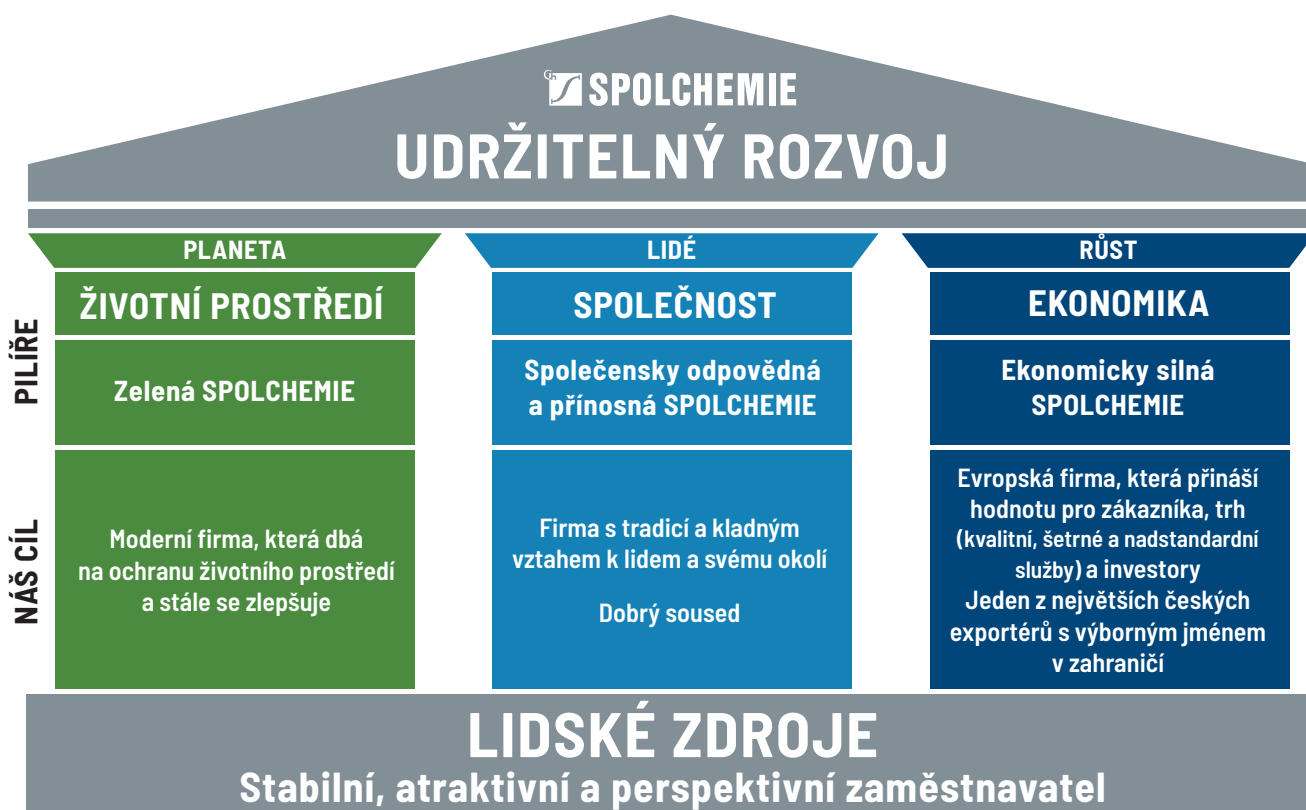 SPOLCHEMIE
UDRŽITELNÝ ROZVOJ
PLANETA
LIDÉ
RŮST
PILÍŘE
ŽIVOTNÍ PROSTŘEDÍ
SPOLEČNOST
EKONOMIKA
Zelená SPOLCHEMIE
Společensky odpovědná
a přínosná SPOLCHEMIE
Ekonomicky silná
SPOLCHEMIE
NÁŠ CÍL
Moderní firma, která dbá
na ochranu životního prostředí
a stále se zlepšuje
Firma s tradicí a kladným
vztahem k lidem a svému okolí
Dobrý soused
Evropská firma, která přináší
hodnotu pro zákazníka, trh
(kvalitní, šetrné a nadstandardní
služby) a investory
Jeden z největších českých
exportérů s výborným jménem
v zahraničí
LIDSKÉ ZDROJE
Stabilní, atraktivní a perspektivní zaměstnavatel